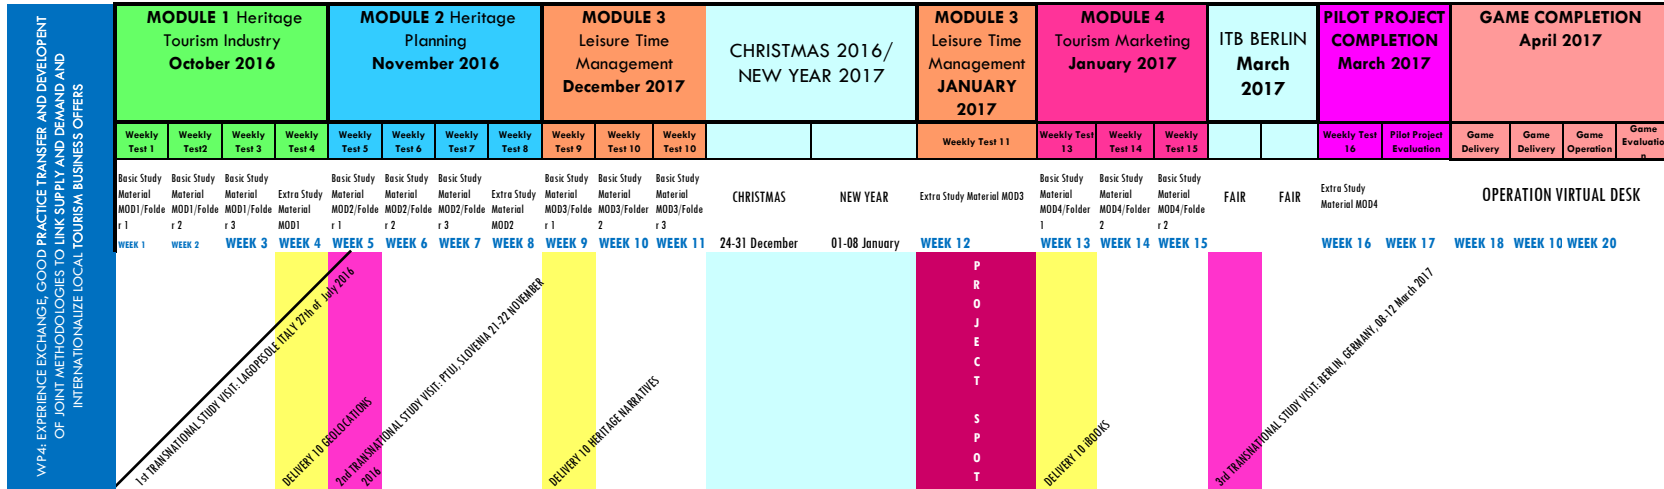 WP4: EXPERIENCE EXCHANGE, GOOD PRACTICE TRANSFER AND DEVELOPENT
OF JOINT METHODOLOGIES TO LINK SUPPLY AND DEMAND AND
INTERNATIONALIZE LOCAL TOURISM BUSINESS OFFERS
MODULE 1 Heritage
Tourism Industry
October 2016
MODULE 2 Heritage
Planning
November 2016
MODULE 3
Leisure Time
Management
December 2017
CHRISTMAS 2016/
NEW YEAR 2017
MODULE 3
Leisure Time
Management
JANUARY
2017
MODULE 4
Tourism Marketing
January 2017
ITB BERLIN
March
2017
PILOT PROJECT
COMPLETION
March 2017
GAME COMPLETION
April 2017
Weekly
Test 1
Weekly
Test2
Weekly
Test 3
Weekly
Test 4
Weekly
Test 5
Weekly
Test 6
Weekly
Test 7
Weekly
Test 8
Weekly
Test 9
Weekly
Test 10
Weekly
Test 10
Weekly Test 11
Weekly Test
13
Weekly
Test 14
Weekly
Test 15
Weekly Test
16
Pilot Project
Evaluation
Game
Delivery
Game
Delivery
Game
Operation
Game
Evaluatio
n
Basic Study
Material
MOD1/Folde
r 1
Basic Study
Material
MOD1/Folde
r 2
Basic Study
Material
MOD1/Folde
r 3
Extra Study
Material
MOD1
Basic Study
Material
MOD2/Folde
r 1
Basic Study
Material
MOD2/Folde
r 2
Basic Study
Material
MOD2/Folde
r 3
Extra Study
Material
MOD2
Basic Study
Material
MOD3/Folde
r 1
Basic Study
Material
MOD3/Folder
2
Basic Study
Material
MOD3/Folde
r 3
CHRISTMAS
NEW YEAR
Extra Study Material MOD3
Basic Study
Material
MOD4/Folder
1
Basic Study
Material
MOD4/Folder
2
Basic Study
Material
MOD4/Folde
r 2
FAIR
FAIR
Extra Study
Material MOD4
OPERATION VIRTUAL DESK
WEEK 1
WEEK 2
WEEK 3
WEEK 4
WEEK 5
WEEK 6
WEEK 7
WEEK 8
WEEK 9
WEEK 10
WEEK 11
24-31 December
01-08 January
WEEK 12
WEEK 13
WEEK 14
WEEK 15
WEEK 16
WEEK 17
WEEK 18
WEEK 10
WEEK 20
1st TRANSNATIONAL STUDY VISIT: LAGOPESOLE ITALY 27th of July 2016
DELIVERY 10 GEOLOCATIONS
2nd TRANSNATIONAL STUDY VISIT: PTUJ, SLOVENIA 21-22 NOVEMBER
2016
DELIVERY 10 HERITAGE NARRATIVES
PROJECT SPOT
DELIVERY 10 iBOOKS
3rd TRANSNATIONAL STUDY VISIT: BERLIN, GERMANY, 08-12 March 2017